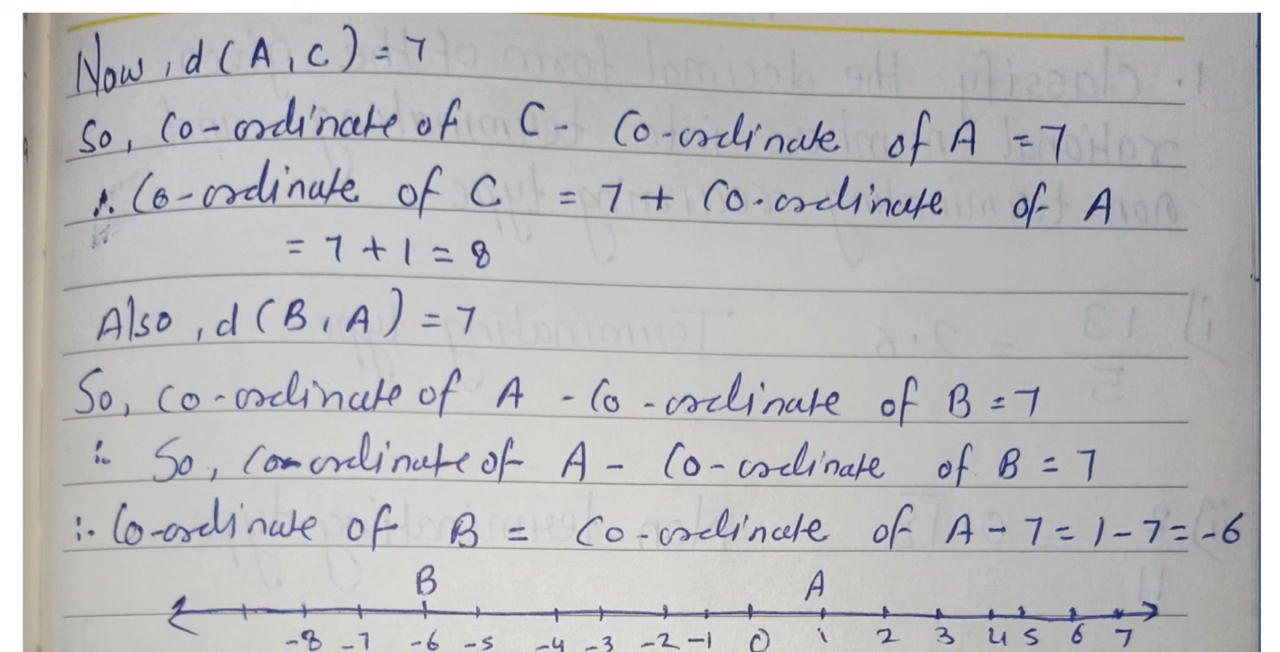 Now, d(A, C) = 7
So, Co-ordinate of C - Co-ordinate of A = 7
∴ Co-ordinate of C = 7 + Co-ordinate of A
= 7 + 1 = 8
Also, d(B, A) = 7
So, co-ordinate of A - Co-ordinate of B = 7
∴ So, Co-ordinate of A - Co-ordinate of B = 7
∴ Co-ordinate of B = Co-ordinate of A - 7 = 1 - 7 = -6
B A
-8 -7 -6 -5 -4 -3 -2 -1 0 1 2 3 4 5 6 7